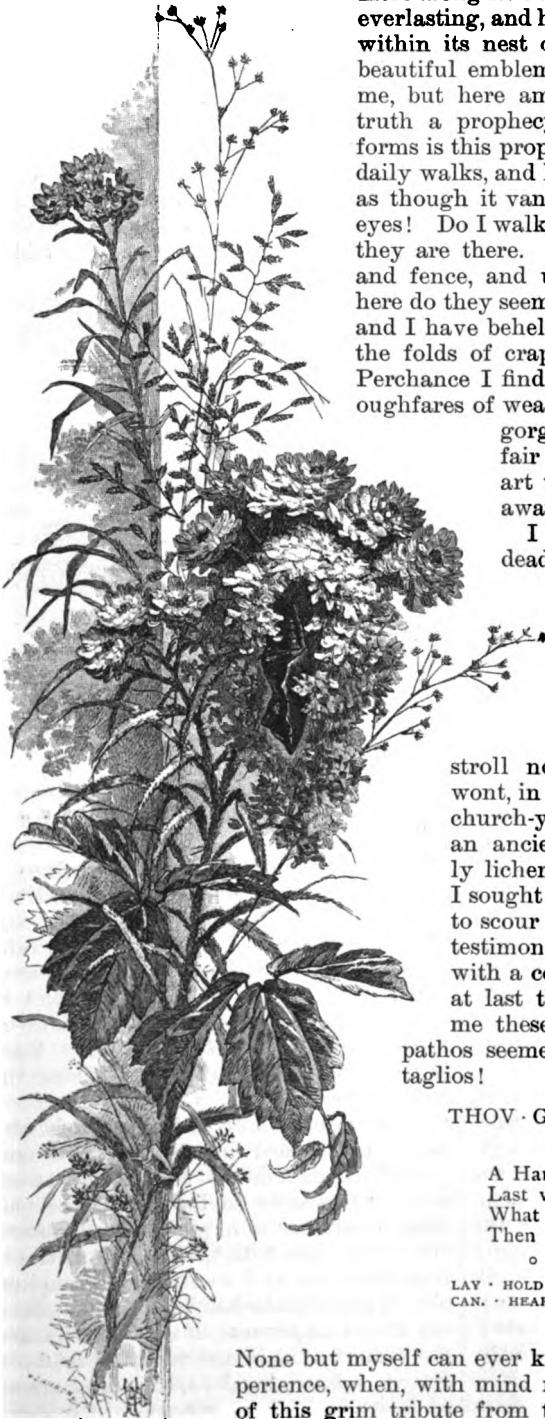 everlasting, and h
within its nest o
beautiful emblem
me, but here am
truth a prophecy
forms is this prop
daily walks, and
as though it van
eyes! Do I walk
they are there.
and fence, and
here do they seem
and I have behel
the folds of crap
Perchance I find
oughfares of wea
gorg
fair
art
awa
I
dead
stroll no
wont, in
church-y
an ancie
ly lichen
I sought
to scour
testimon
with a co
at last t
me these
pathos seeme
taglios!
THOV · G
A Har
Last w
What
Then
LAY · HOLD
CAN. · HEAR
None but myself can ever k
perience, when, with mind
of this grim tribute from t